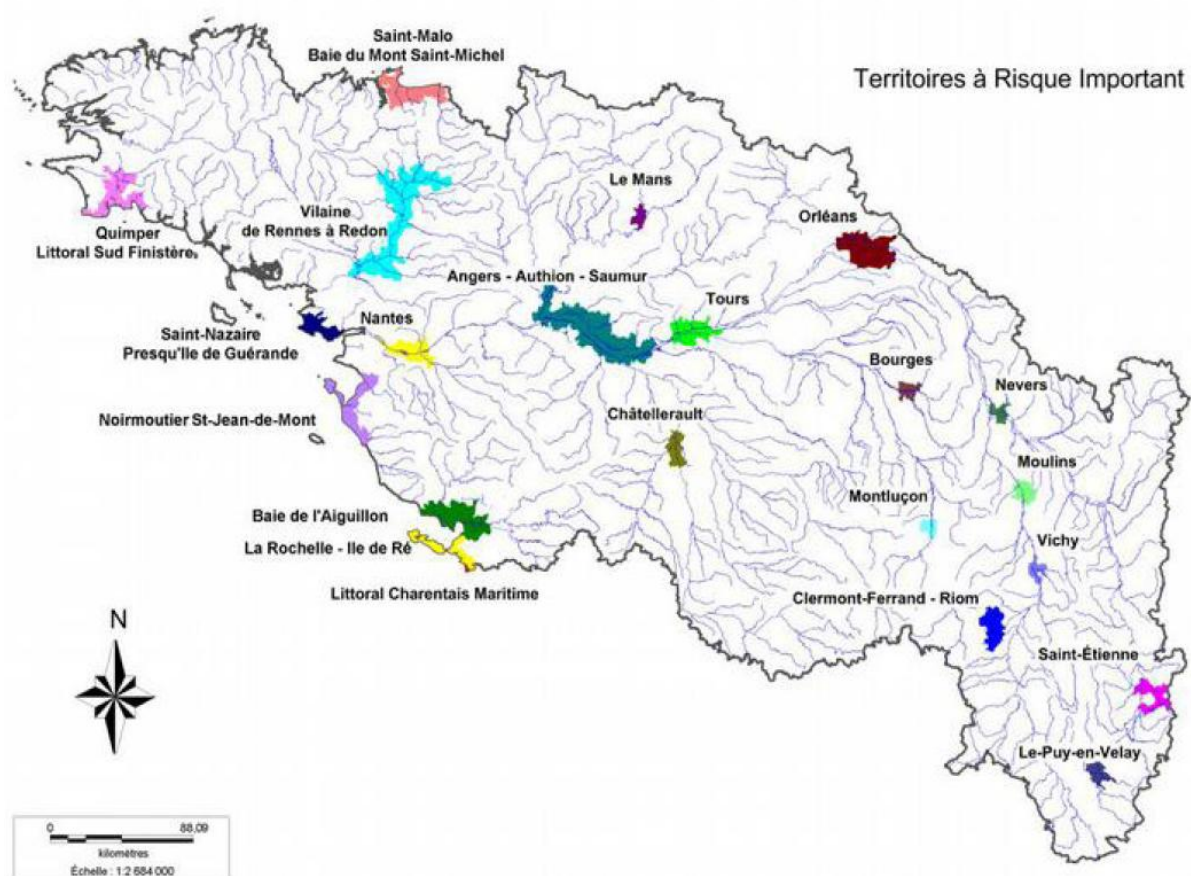 Saint-Malo
Baie du Mont Saint-Michel
Territoires à Risque Important
Le Mans
Orléans
Vilaine
de Rennes à Redon
Quimper
Littoral Sud Finistère
Angers - Authion - Saumur
Tours
Nantes
Saint-Nazaire
Presqu'Ile de Guérande
Bourges
Nevers
Noirmoutier St-Jean-de-Mont
Châtellerault
Moulins
Montluçon
Baie de l'Aiguillon
La Rochelle - Ile de Ré
Vichy
Littoral Charentais Maritime
Clermont-Ferrand - Riom
N
Saint-Étienne
Le-Puy-en-Velay
0 88,09
kilomètres
Échelle : 1:2 684 000